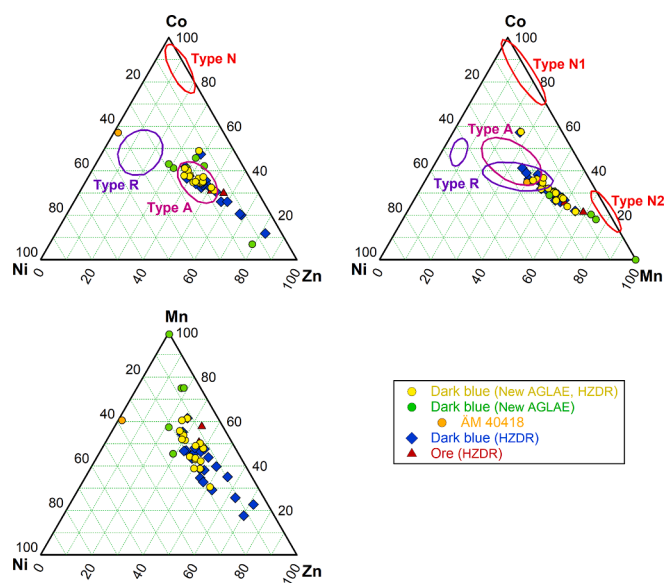 Co
100
Type N
20
80
40
60
60
Type R
40
80
Type A
20
100
Ni
Zn
0
20
40
60
80
100
Co
100
Type N1
20
80
Type A
40
60
60
Type R
40
80
Type N2
20
100
Ni
Mn
0
20
40
60
80
100
Mn
100
20
80
40
60
60
40
80
20
100
Ni
Zn
0
20
40
60
80
100
Dark blue (New AGLAE, HZDR)
Dark blue (New AGLAE)
ÄM 40418
Dark blue (HZDR)
Ore (HZDR)